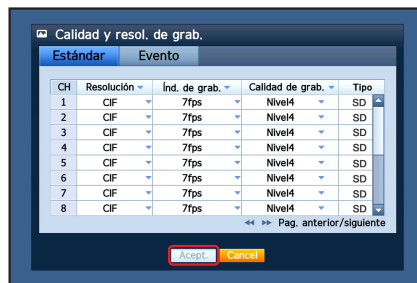 Calidad y resol. de grab.
Estándar Evento
CH Resolución Índ. de grab. Calidad de grab. Tipo
1 CIF 7fps Nivel4 SD
2 CIF 7fps Nivel4 SD
3 CIF 7fps Nivel4 SD
4 CIF 7fps Nivel4 SD
5 CIF 7fps Nivel4 SD
6 CIF 7fps Nivel4 SD
7 CIF 7fps Nivel4 SD
8 CIF 7fps Nivel4 SD
Pag. anterior/siguiente
Acept. Cancel